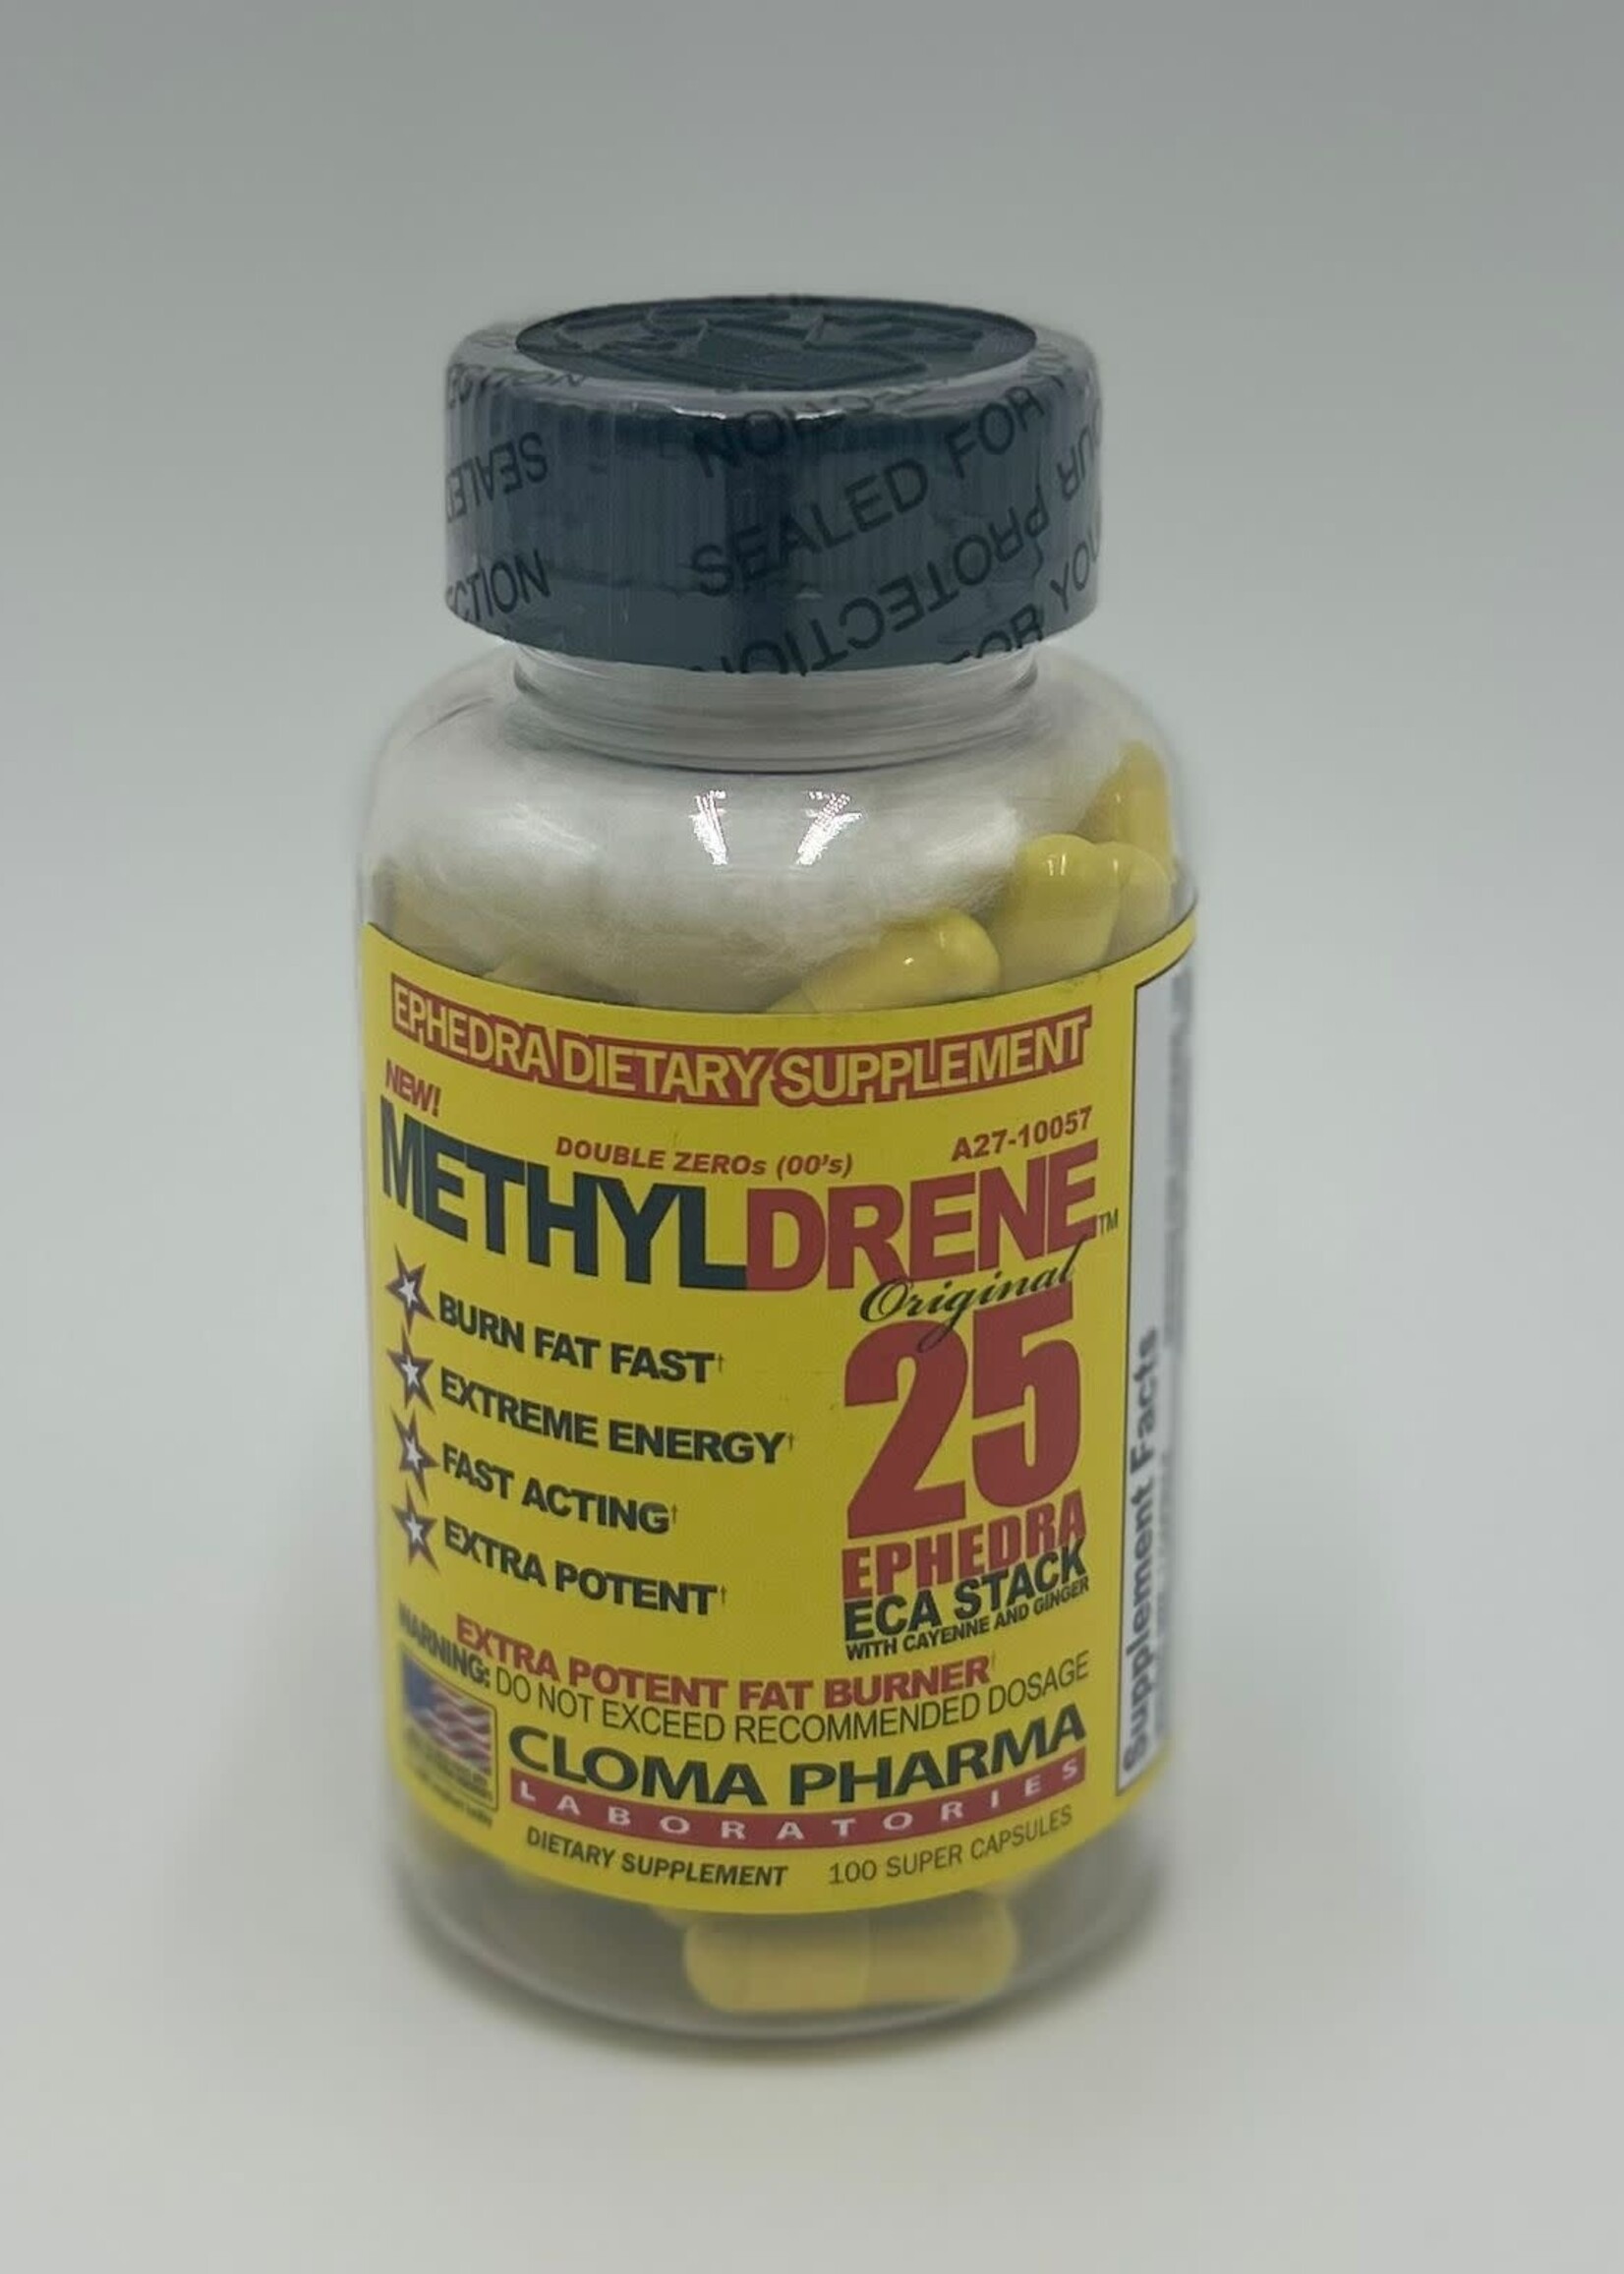 SEALED FOR
PROTECTION
SEALED
EPHEDRA DIETARY SUPPLEMENT
NEW!
DOUBLE ZEROs (00's)
A27-10057
METHYLDRENE™
Original
25
EPHEDRA
ECA STACK
WITH CAYENNE AND GINGER
BURN FAT FAST†
EXTREME ENERGY†
FAST ACTING†
EXTRA POTENT†
EXTRA POTENT FAT BURNER†
WARNING: DO NOT EXCEED RECOMMENDED DOSAGE
CLOMA PHARMA
LABORATORIES
DIETARY SUPPLEMENT 100 SUPER CAPSULES
Supplement Facts